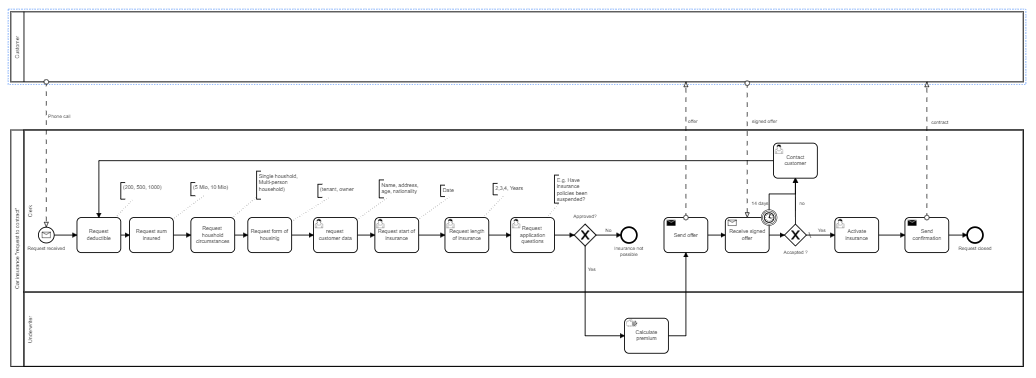 Customer
Phone call
offer
signed offer
contract
Car insurance "request to contract"
Clerk
Contact
customer
(200, 500, 1000)
(5 Mio, 10 Mio)
Single houshold,
Multi-person
household)
(tenant, owner
Name, address,
age, nationality
Date
2,3,4, Years
E.g. Have
insurance
policies been
suspended?
Request received
Request
deductible
Request sum
insured
Request
houshold
circumstances
Request form of
housing
request
customer data
Request start of
insurance
Request length
of insurance
Request
application
questions
Approved?
No
Insurance not
possible
Yes
Send offer
Receive signed
offer
14 days
no
Accepted ?
Yes
Activate
insurance
Send
confirmation
Request closed
Underwriter
Calculate
premium